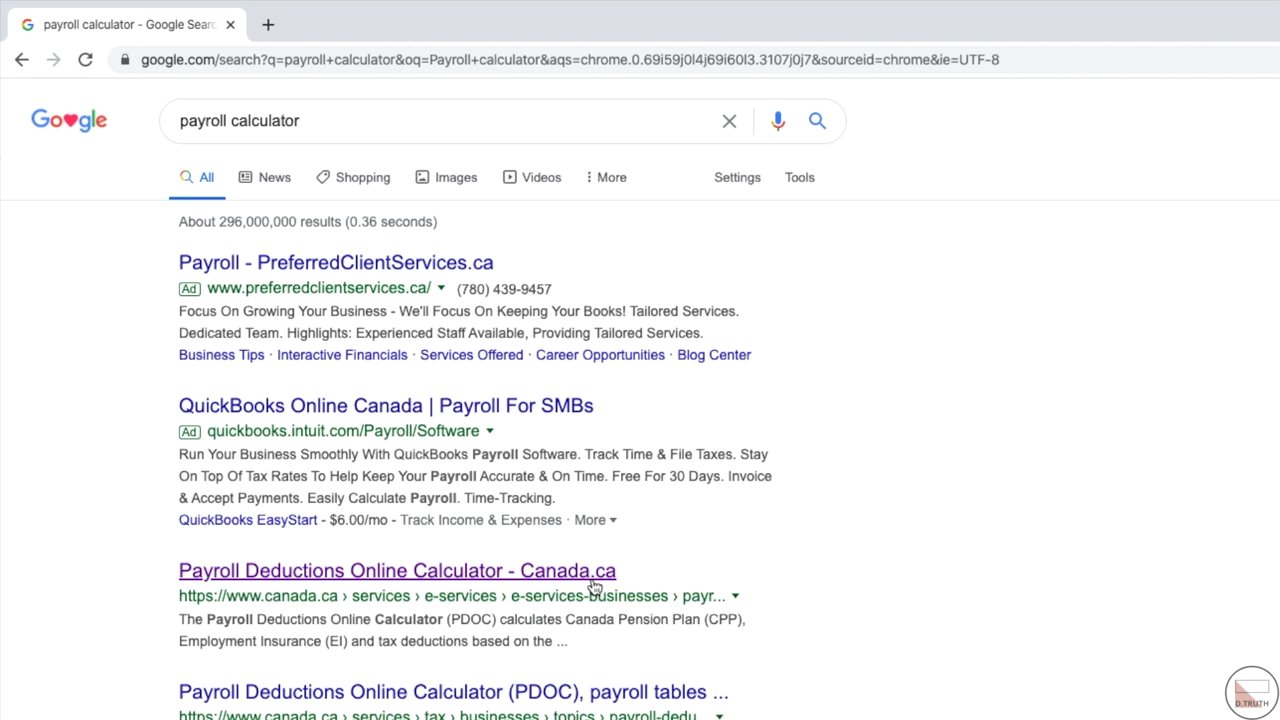 payroll calculator - Google Searc
google.com/search?q=payroll+calculator&oq=Payroll+calculator&aqs=chrome.0.69i59j0l4j69i60l3.3107j0j7&sourceid=chrome&ie=UTF-8
Google
payroll calculator
All News Shopping Images Videos More Settings Tools
About 296,000,000 results (0.36 seconds)
Payroll - PreferredClientServices.ca
Ad www.preferredclientservices.ca/ (780) 439-9457
Focus On Growing Your Business - We'll Focus On Keeping Your Books! Tailored Services.
Dedicated Team. Highlights: Experienced Staff Available, Providing Tailored Services.
Business Tips · Interactive Financials · Services Offered · Career Opportunities · Blog Center
QuickBooks Online Canada | Payroll For SMBs
Ad quickbooks.intuit.com/Payroll/Software
Run Your Business Smoothly With QuickBooks Payroll Software. Track Time & File Taxes. Stay
On Top Of Tax Rates To Help Keep Your Payroll Accurate & On Time. Free For 30 Days. Invoice
& Accept Payments. Easily Calculate Payroll. Time-Tracking.
QuickBooks EasyStart - $6.00/mo - Track Income & Expenses · More
Payroll Deductions Online Calculator - Canada.ca
https://www.canada.ca › services › e-services › e-services-businesses › payr...
The Payroll Deductions Online Calculator (PDOC) calculates Canada Pension Plan (CPP),
Employment Insurance (EI) and tax deductions based on the ...
Payroll Deductions Online Calculator (PDOC), payroll tables ...
https://www.canada.ca › services › tax › businesses › topics › payroll-dedu...
D.TRUTH